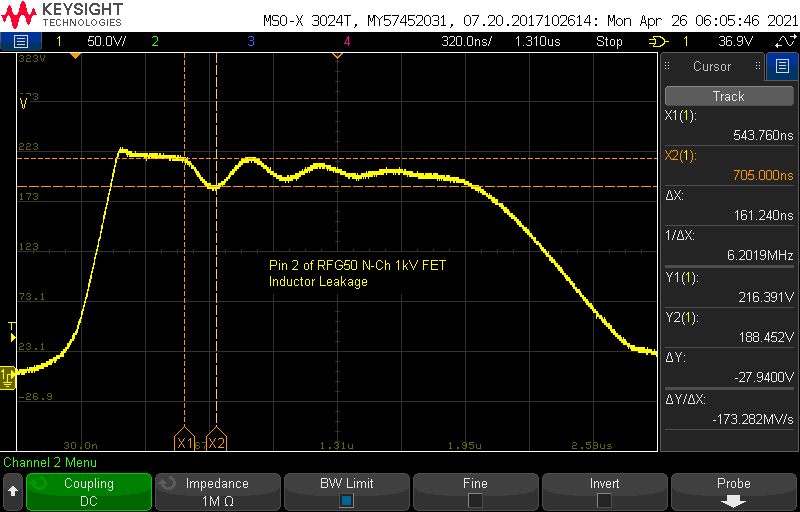 KEYSIGHT
TECHNOLOGIES
MSO-X 3024T, MY57452031, 07.20.2017102614: Mon Apr 26 06:05:46 2021
1 50.0V/ 2 3 4 320.0ns/ 1.310us Stop 1 36.9V
323V
V
273
223
173
123
73.1
23.1
-26.9
T
1
Pin 2 of RFG50 N-Ch 1kV FET
Inductor Leakage
X1 X2
30.0n 1.31u 1.95u 2.59us
Cursor
Track
X1(1):
543.760ns
X2(1):
705.000ns
ΔX:
161.240ns
1/ΔX:
6.2019MHz
Y1(1):
216.391V
Y2(1):
188.452V
ΔY:
-27.9400V
ΔY/ΔX:
-173.282MV/s
Channel 2 Menu
Coupling
DC
Impedance
1M Ω
BW Limit
Fine
Invert
Probe